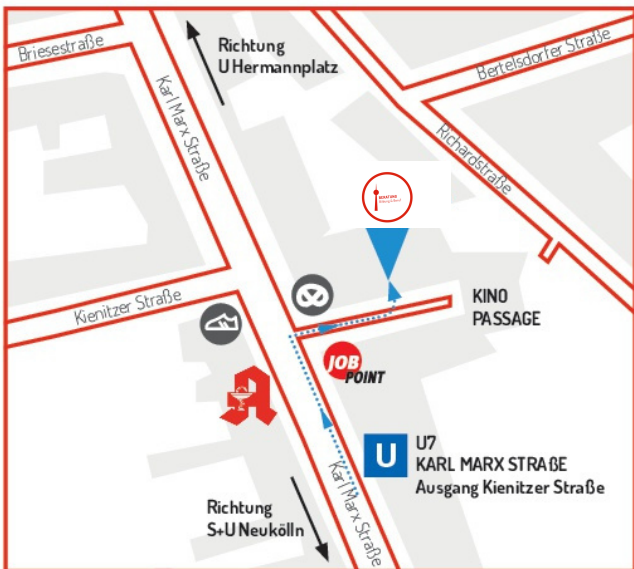 Briesestraße
Richtung
U Hermannplatz
Bertelsdorfer Straße
Karl Marx Straße
Richardstraße
BERATUNG
Kienitzer Straße
KINO
PASSAGE
JOB
POINT
U
U7
KARL MARX STRAßE
Ausgang Kienitzer Straße
Karl Marx Straße
Richtung
S+U Neukölln